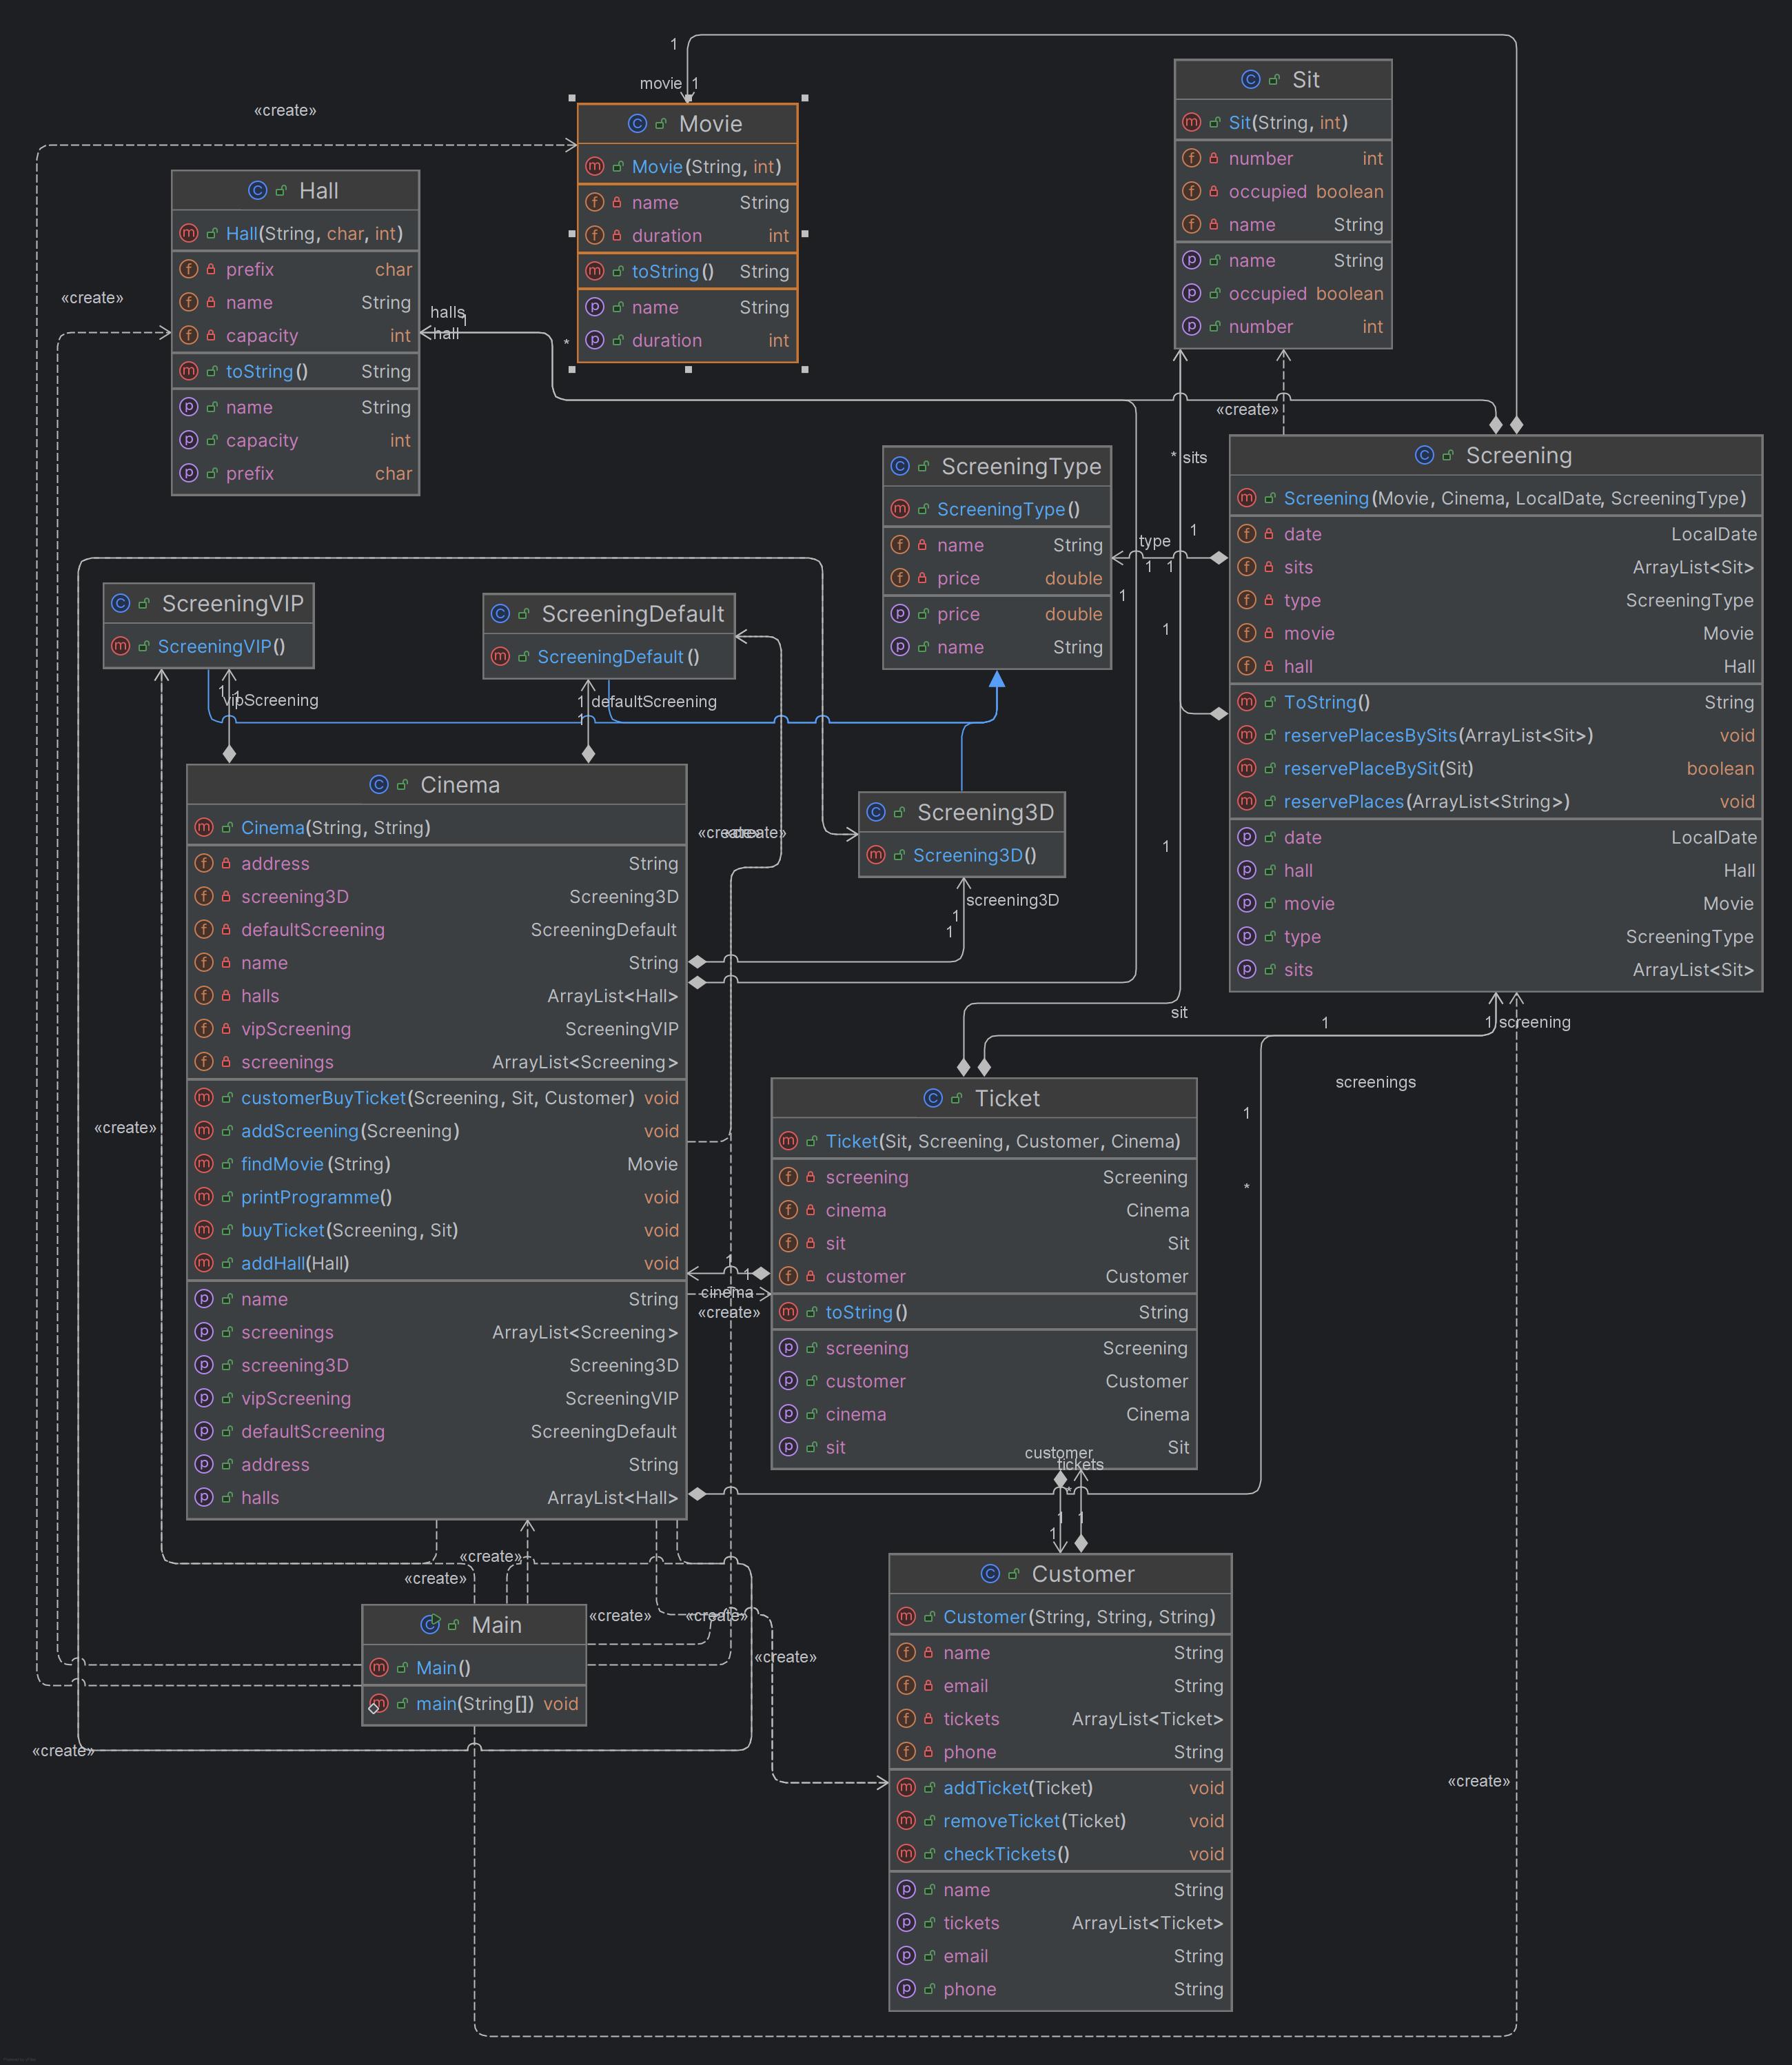 1
movie 1
«create»
Movie
Movie(String, int)
name String
duration int
toString() String
name String
duration int
Sit
Sit(String, int)
number int
occupied boolean
name String
name String
occupied boolean
number int
Hall
Hall(String, char, int)
prefix char
name String
capacity int
toString() String
name String
capacity int
prefix char
«create»
halls
1
hall
*
«create»
* sits
ScreeningType
ScreeningType()
name String
price double
price double
name String
type
1
1 1
1
1
1
Screening
Screening(Movie, Cinema, LocalDate, ScreeningType)
date LocalDate
sits ArrayList<Sit>
type ScreeningType
movie Movie
hall Hall
ToString() String
reservePlacesBySits(ArrayList<Sit>) void
reservePlaceBySit(Sit) boolean
reservePlaces(ArrayList<String>) void
date LocalDate
hall Hall
movie Movie
type ScreeningType
sits ArrayList<Sit>
ScreeningVIP
ScreeningVIP()
1
1
vipScreening
ScreeningDefault
ScreeningDefault()
1 defaultScreening
1
Screening3D
Screening3D()
screening3D
1
1
«create»
«create»
Cinema
Cinema(String, String)
address String
screening3D Screening3D
defaultScreening ScreeningDefault
name String
halls ArrayList<Hall>
vipScreening ScreeningVIP
screenings ArrayList<Screening>
customerBuyTicket(Screening, Sit, Customer) void
addScreening(Screening) void
findMovie(String) Movie
printProgramme() void
buyTicket(Screening, Sit) void
addHall(Hall) void
name String
screenings ArrayList<Screening>
screening3D Screening3D
vipScreening ScreeningVIP
defaultScreening ScreeningDefault
address String
halls ArrayList<Hall>
«create»
sit
1
1 screening
screenings
1
*
Ticket
Ticket(Sit, Screening, Customer, Cinema)
screening Screening
cinema Cinema
sit Sit
customer Customer
toString() String
screening Screening
customer Customer
cinema Cinema
sit Sit
1
1
cinema
«create»
customer
tickets
*
1 1
1
«create»
«create»
Main
Main()
main(String[]) void
«create»
«create»
«create»
«create»
Customer
Customer(String, String, String)
name String
email String
tickets ArrayList<Ticket>
phone String
addTicket(Ticket) void
removeTicket(Ticket) void
checkTickets() void
name String
tickets ArrayList<Ticket>
email String
phone String
«create»